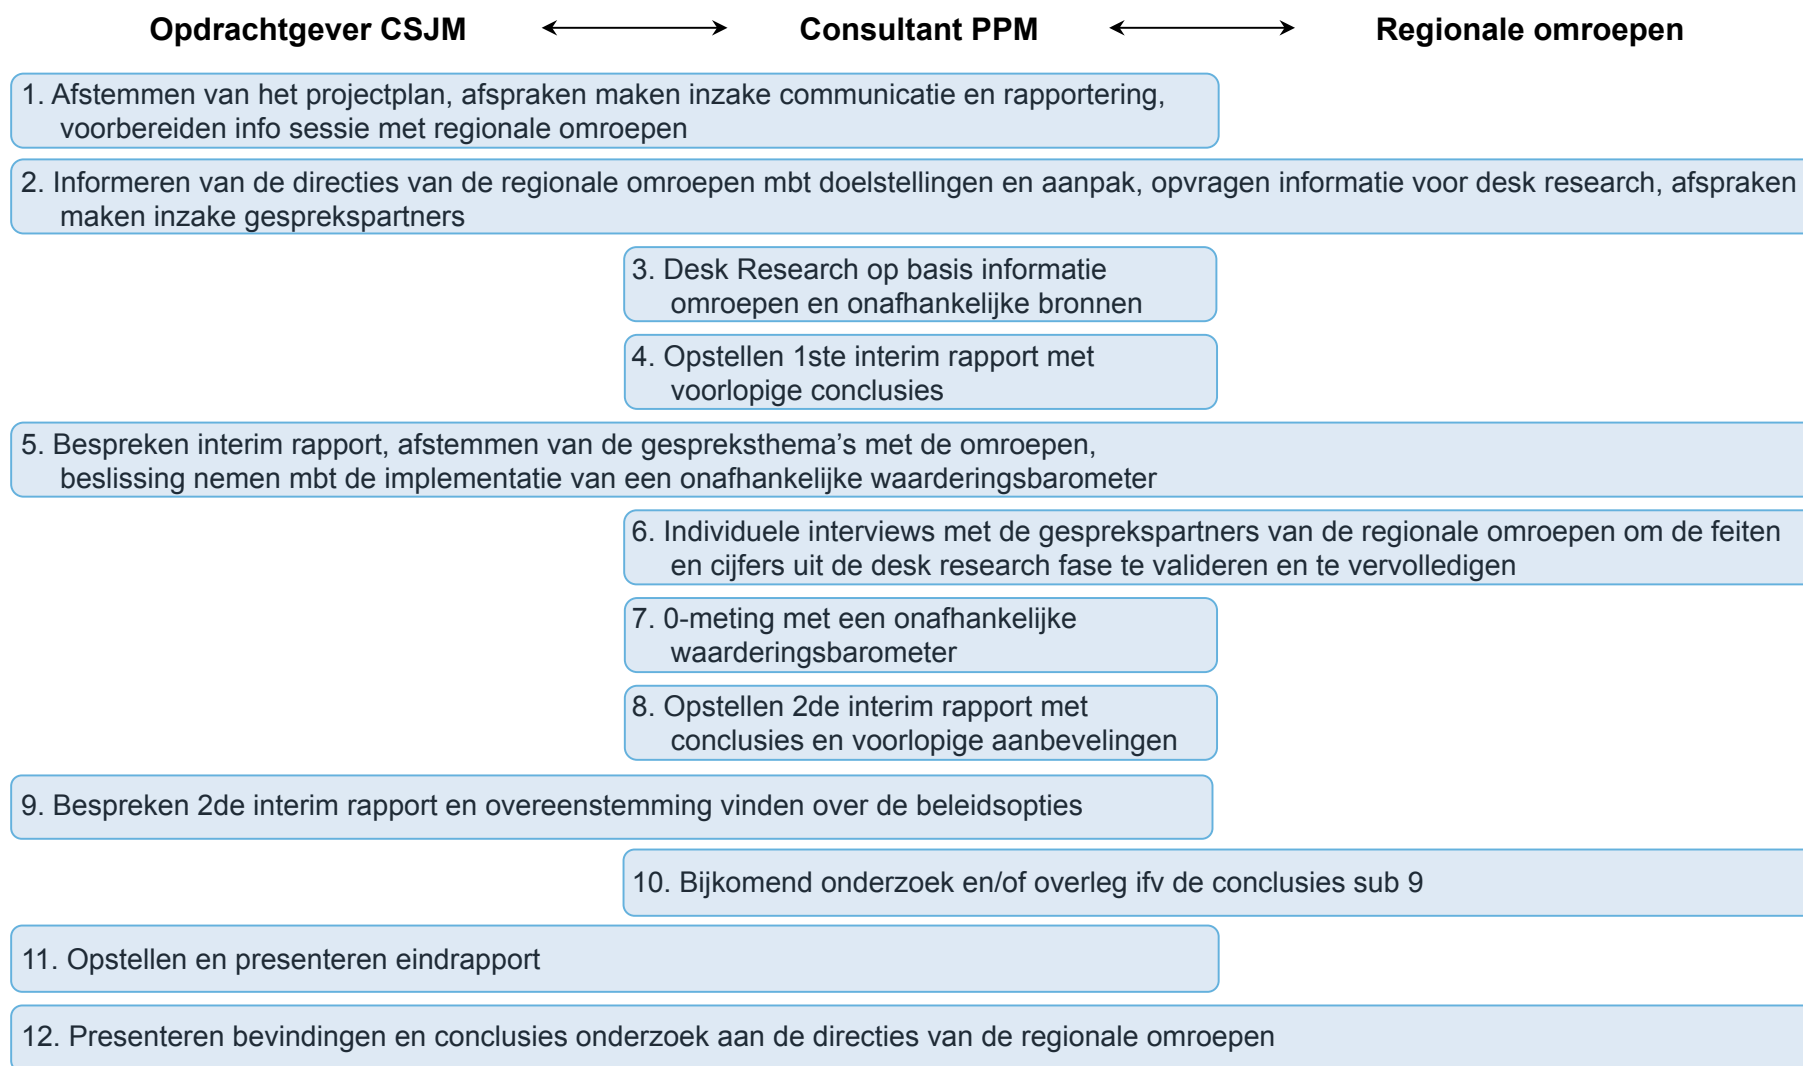 Opdrachtgever CSJM Consultant PPM Regionale omroepen
1. Afstemmen van het projectplan, afspraken maken inzake communicatie en rapportering,
voorbereiden info sessie met regionale omroepen
2. Informeren van de directies van de regionale omroepen mbt doelstellingen en aanpak, opvragen informatie voor desk research, afspraken
maken inzake gesprekspartners
3. Desk Research op basis informatie
omroepen en onafhankelijke bronnen
4. Opstellen 1ste interim rapport met
voorlopige conclusies
5. Bespreken interim rapport, afstemmen van de gespreksthema’s met de omroepen,
beslissing nemen mbt de implementatie van een onafhankelijke waarderingsbarometer
6. Individuele interviews met de gesprekspartners van de regionale omroepen om de feiten
en cijfers uit de desk research fase te valideren en te vervolledigen
7. 0-meting met een onafhankelijke
waarderingsbarometer
8. Opstellen 2de interim rapport met
conclusies en voorlopige aanbevelingen
9. Bespreken 2de interim rapport en overeenstemming vinden over de beleidsopties
10. Bijkomend onderzoek en/of overleg ifv de conclusies sub 9
11. Opstellen en presenteren eindrapport
12. Presenteren bevindingen en conclusies onderzoek aan de directies van de regionale omroepen